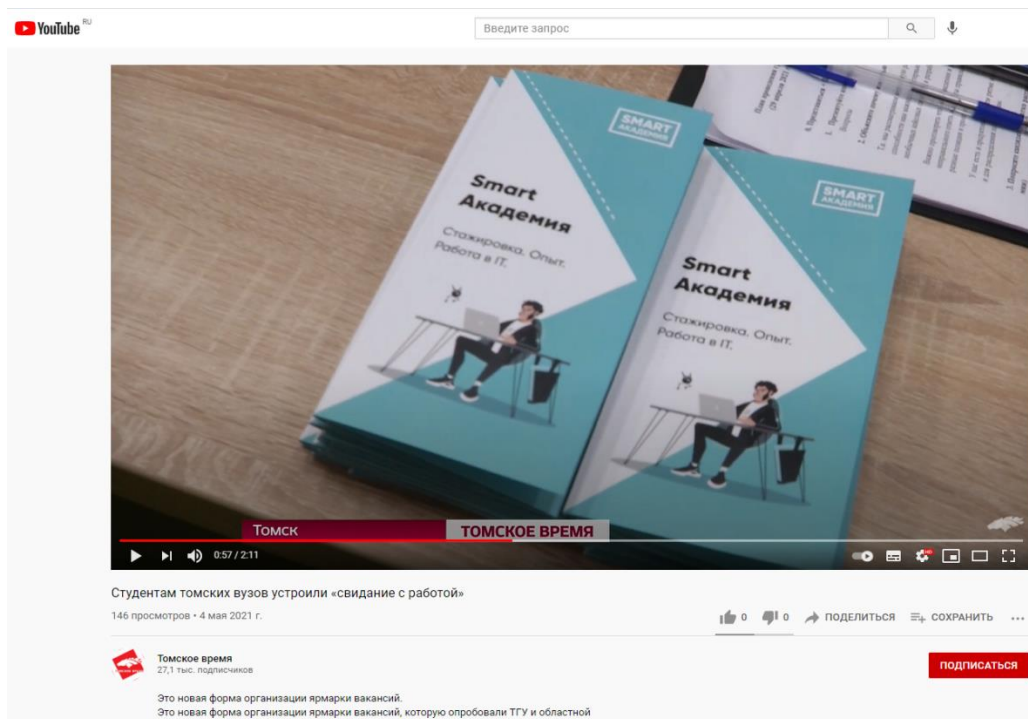 YouTube RU
Введите запрос
SMART
АКАДЕМИЯ
Smart
Академия
Стажировка. Опыт.
Работа в IT.
SMART
АКАДЕМИЯ
Smart
Академия
Стажировка. Опыт.
Работа в IT.
Томск
ТОМСКОЕ ВРЕМЯ
0:57 / 2:11
Студентам томских вузов устроили «свидание с работой»
146 просмотров • 4 мая 2021 г.
0
0
ПОДЕЛИТЬСЯ
СОХРАНИТЬ
Томское время
27,1 тыс. подписчиков
ПОДПИСАТЬСЯ
Это новая форма организации ярмарки вакансий.
Это новая форма организации ярмарки вакансий, которую опробовали ТГУ и областной